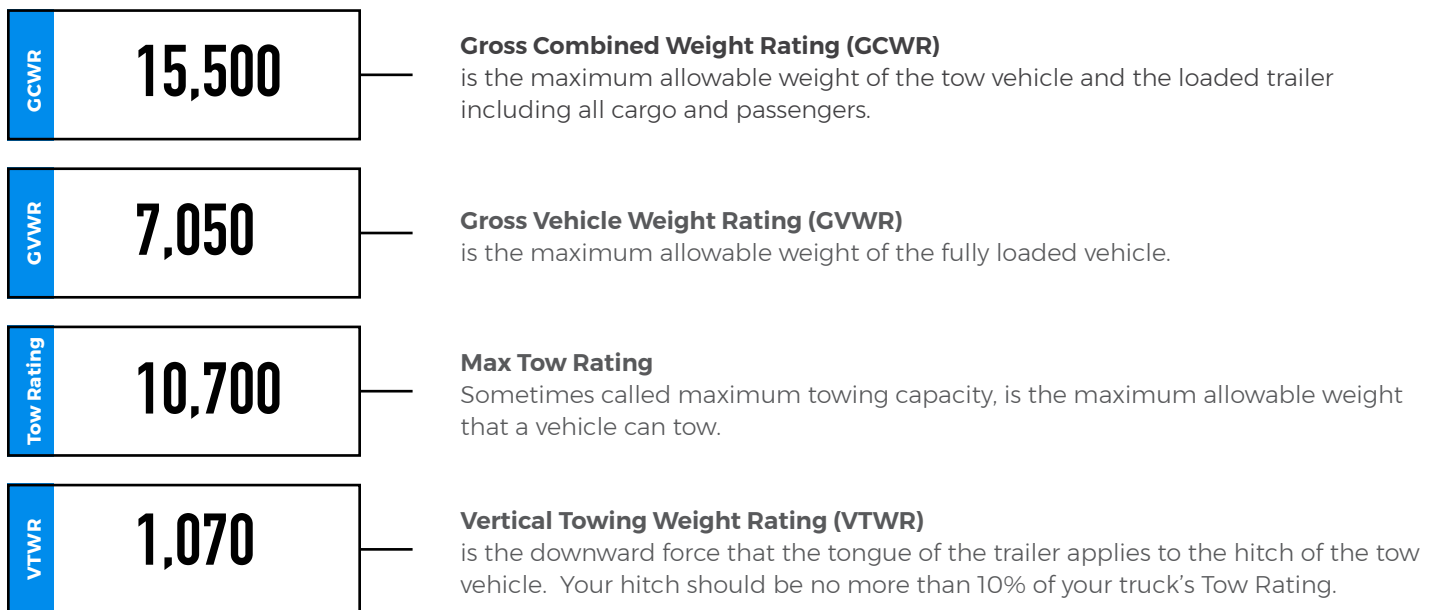 GCWR
15,500
Gross Combined Weight Rating (GCWR)
is the maximum allowable weight of the tow vehicle and the loaded trailer
including all cargo and passengers.
GVWR
7,050
Gross Vehicle Weight Rating (GVWR)
is the maximum allowable weight of the fully loaded vehicle.
Tow Rating
10,700
Max Tow Rating
Sometimes called maximum towing capacity, is the maximum allowable weight
that a vehicle can tow.
VTWR
1,070
Vertical Towing Weight Rating (VTWR)
is the downward force that the tongue of the trailer applies to the hitch of the tow
vehicle.  Your hitch should be no more than 10% of your truck's Tow Rating.